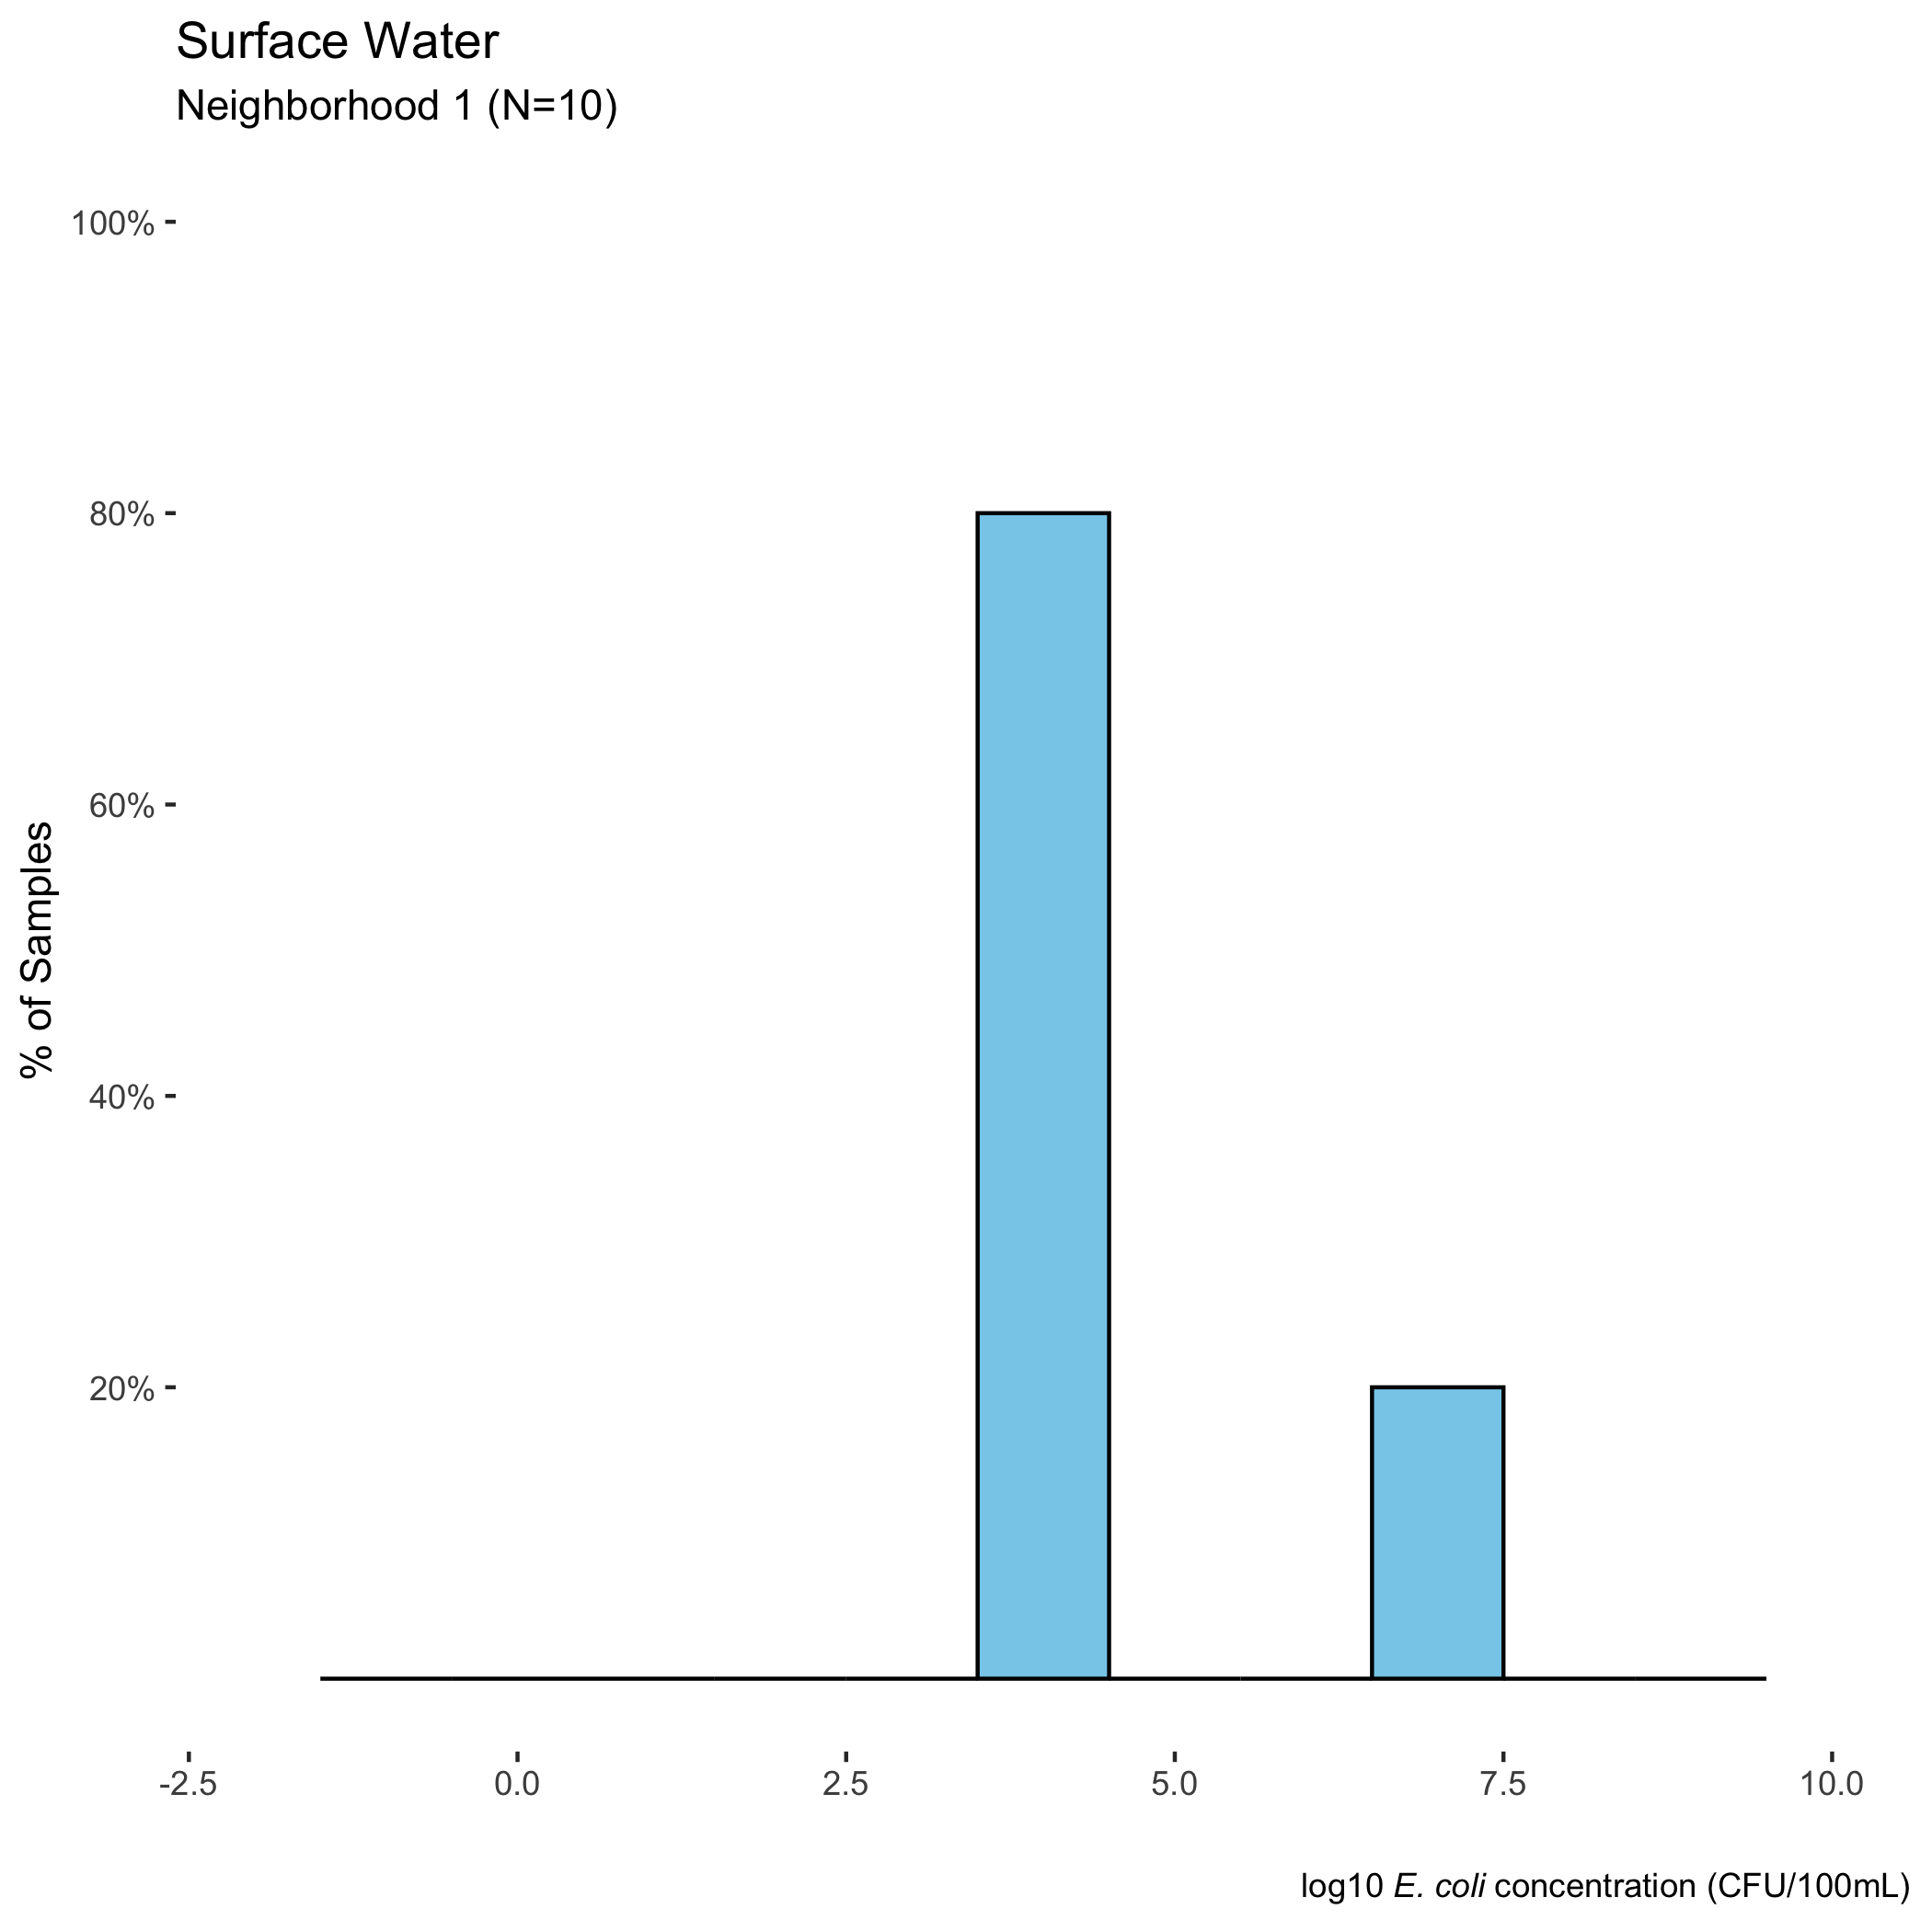 Surface Water
Neighborhood 1 (N=10)
100%
80%
60%
40%
20%
% of Samples
-2.5 0.0 2.5 5.0 7.5 10.0
log10 E. coli concentration (CFU/100mL)